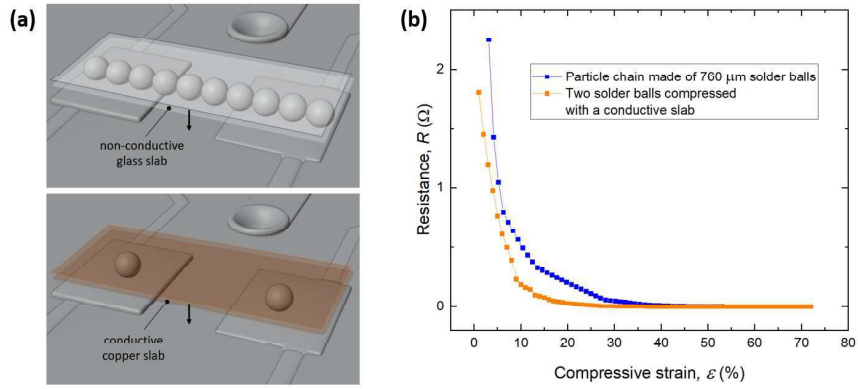 (a)
non-conductive
glass slab
conductive
copper slab
(b)
Resistance, R (Ω)
2
1
0
Particle chain made of 760 μm solder balls
Two solder balls compressed
with a conductive slab
0 10 20 30 40 50 60 70 80
Compressive strain, ε (%)